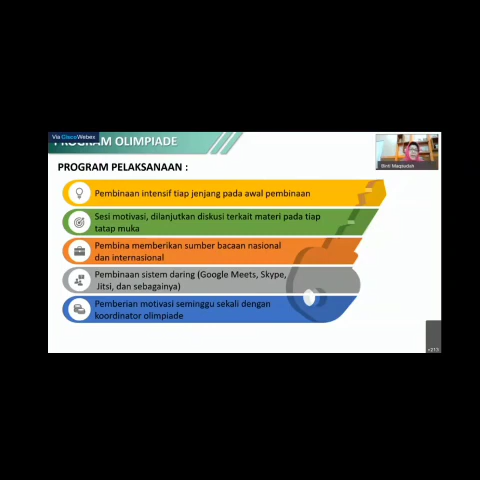 Via Cisco Webex
PROGRAM OLIMPIADE
Binti Maqsudah
PROGRAM PELAKSANAAN :
Pembinaan intensif tiap jenjang pada awal pembinaan
Sesi motivasi, dilanjutkan diskusi terkait materi pada tiap
tatap muka
Pembina memberikan sumber bacaan nasional
dan internasional
Pembinaan sistem daring (Google Meets, Skype,
Jitsi, dan sebagainya)
Pemberian motivasi seminggu sekali dengan
koordinator olimpiade